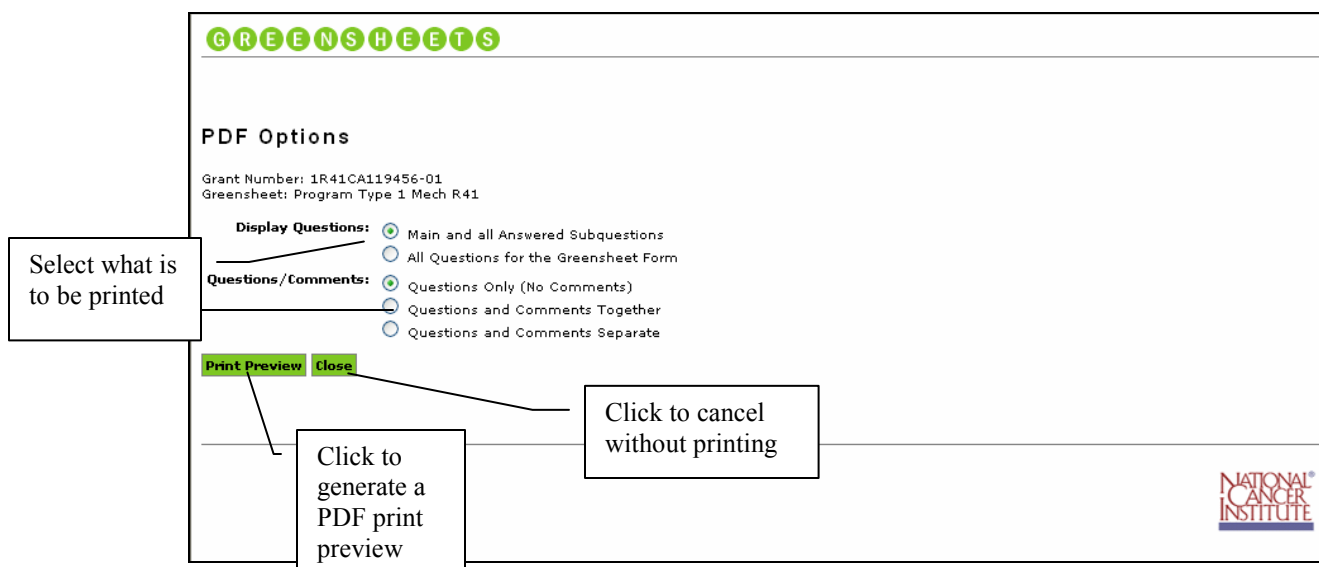 GREENSHEETS
PDF Options
Grant Number: 1R41CA119456-01
Greensheet: Program Type 1 Mech R41
Display Questions:
Main and all Answered Subquestions
All Questions for the Greensheet Form
Questions/Comments:
Questions Only (No Comments)
Questions and Comments Together
Questions and Comments Separate
Select what is
to be printed
Print Preview Close
Click to cancel
without printing
Click to
generate a
PDF print
preview
NATIONAL®
CANCER
INSTITUTE